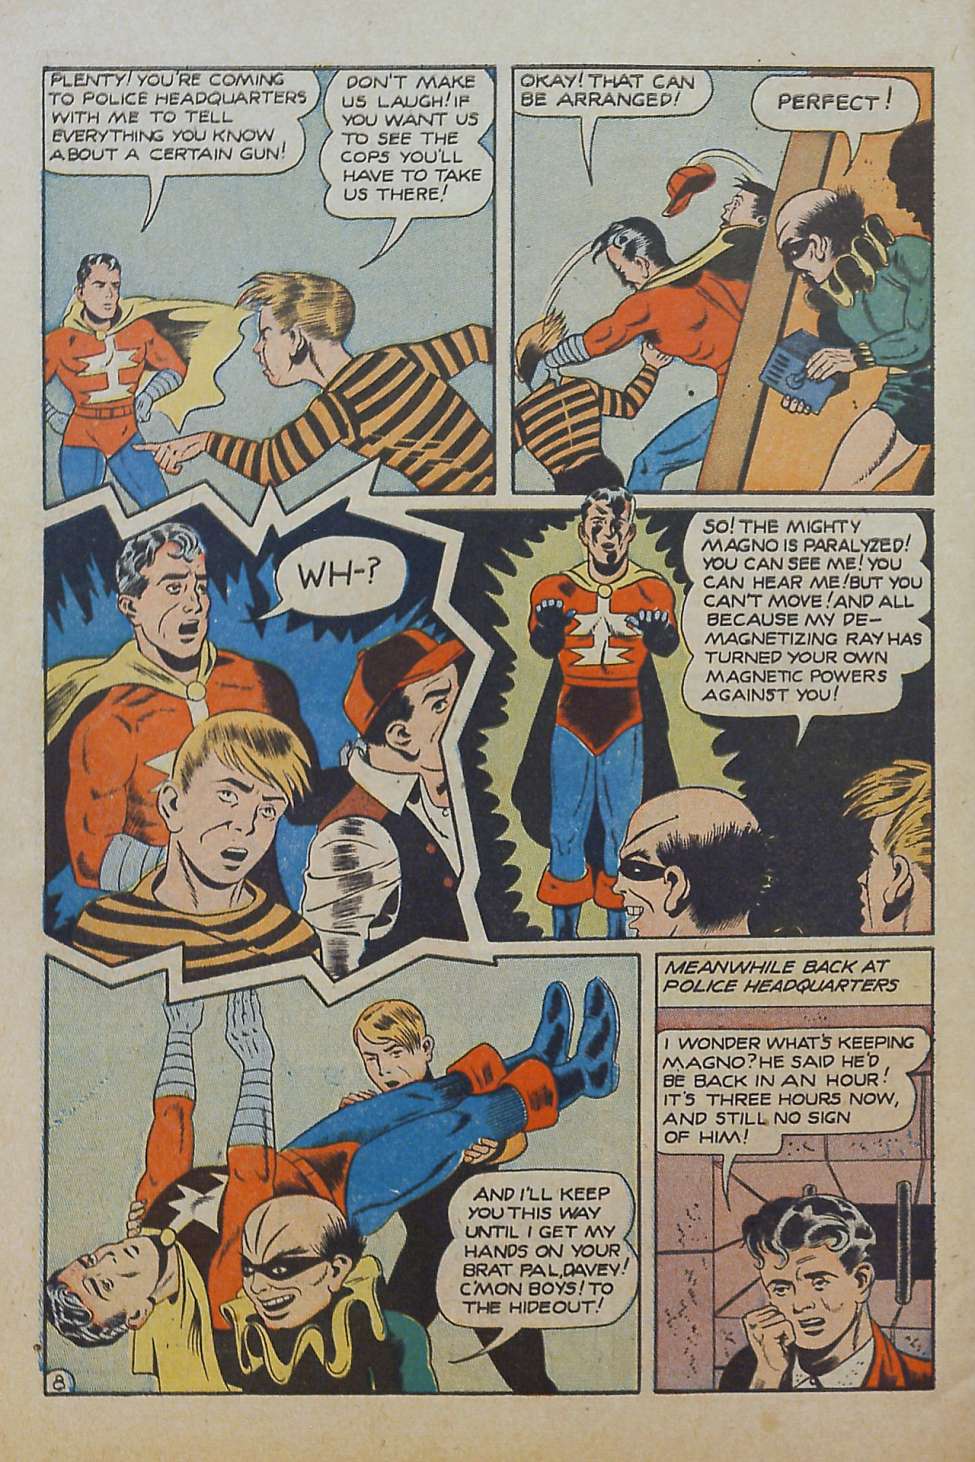 PLENTY! YOU'RE COMING
TO POLICE HEADQUARTERS
WITH ME TO TELL
EVERYTHING YOU KNOW
ABOUT A CERTAIN GUN!
DON'T MAKE
US LAUGH! IF
YOU WANT US
TO SEE THE
COPS YOU'LL
HAVE TO TAKE
US THERE!
OKAY! THAT CAN
BE ARRANGED!
PERFECT!
WH-?
SO! THE MIGHTY
MAGNO IS PARALYZED!
YOU CAN SEE ME! YOU
CAN HEAR ME! BUT YOU
CAN'T MOVE! AND ALL
BECAUSE MY DE-
MAGNETIZING RAY HAS
TURNED YOUR OWN
MAGNETIC POWERS
AGAINST YOU!
AND I'LL KEEP
YOU THIS WAY
UNTIL I GET MY
HANDS ON YOUR
BRAT PAL, DAVEY!
C'MON BOYS! TO
THE HIDEOUT!
8
MEANWHILE BACK AT
POLICE HEADQUARTERS
I WONDER WHAT'S KEEPING
MAGNO? HE SAID HE'D
BE BACK IN AN HOUR!
IT'S THREE HOURS NOW,
AND STILL NO SIGN
OF HIM!